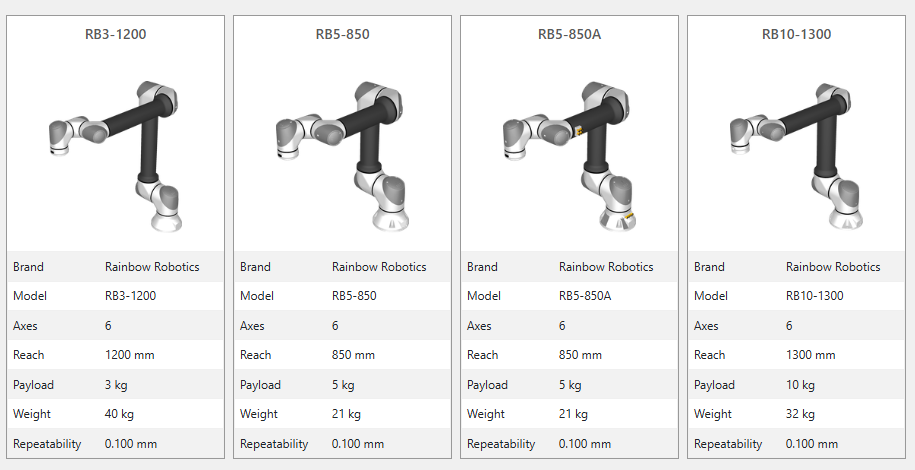 RB3-1200
Brand Rainbow Robotics
Model RB3-1200
Axes 6
Reach 1200 mm
Payload 3 kg
Weight 40 kg
Repeatability 0.100 mm
RB5-850
Brand Rainbow Robotics
Model RB5-850
Axes 6
Reach 850 mm
Payload 5 kg
Weight 21 kg
Repeatability 0.100 mm
RB5-850A
Brand Rainbow Robotics
Model RB5-850A
Axes 6
Reach 850 mm
Payload 5 kg
Weight 21 kg
Repeatability 0.100 mm
RB10-1300
Brand Rainbow Robotics
Model RB10-1300
Axes 6
Reach 1300 mm
Payload 10 kg
Weight 32 kg
Repeatability 0.100 mm